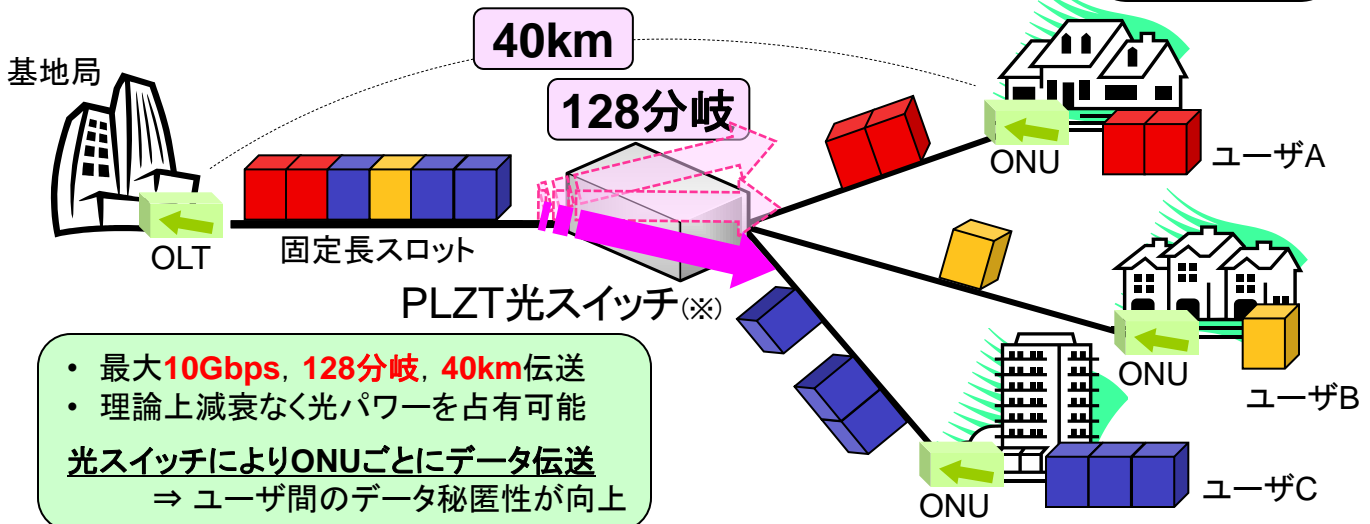 40km
基地局
128分岐
ONU
ユーザA
OLT
固定長スロット
PLZT光スイッチ(※)
ONU
ユーザB
ONU
ユーザC
• 最大10Gbps, 128分岐, 40km伝送
• 理論上減衰なく光パワーを占有可能
光スイッチによりONUごとにデータ伝送
⇒ ユーザ間のデータ秘匿性が向上